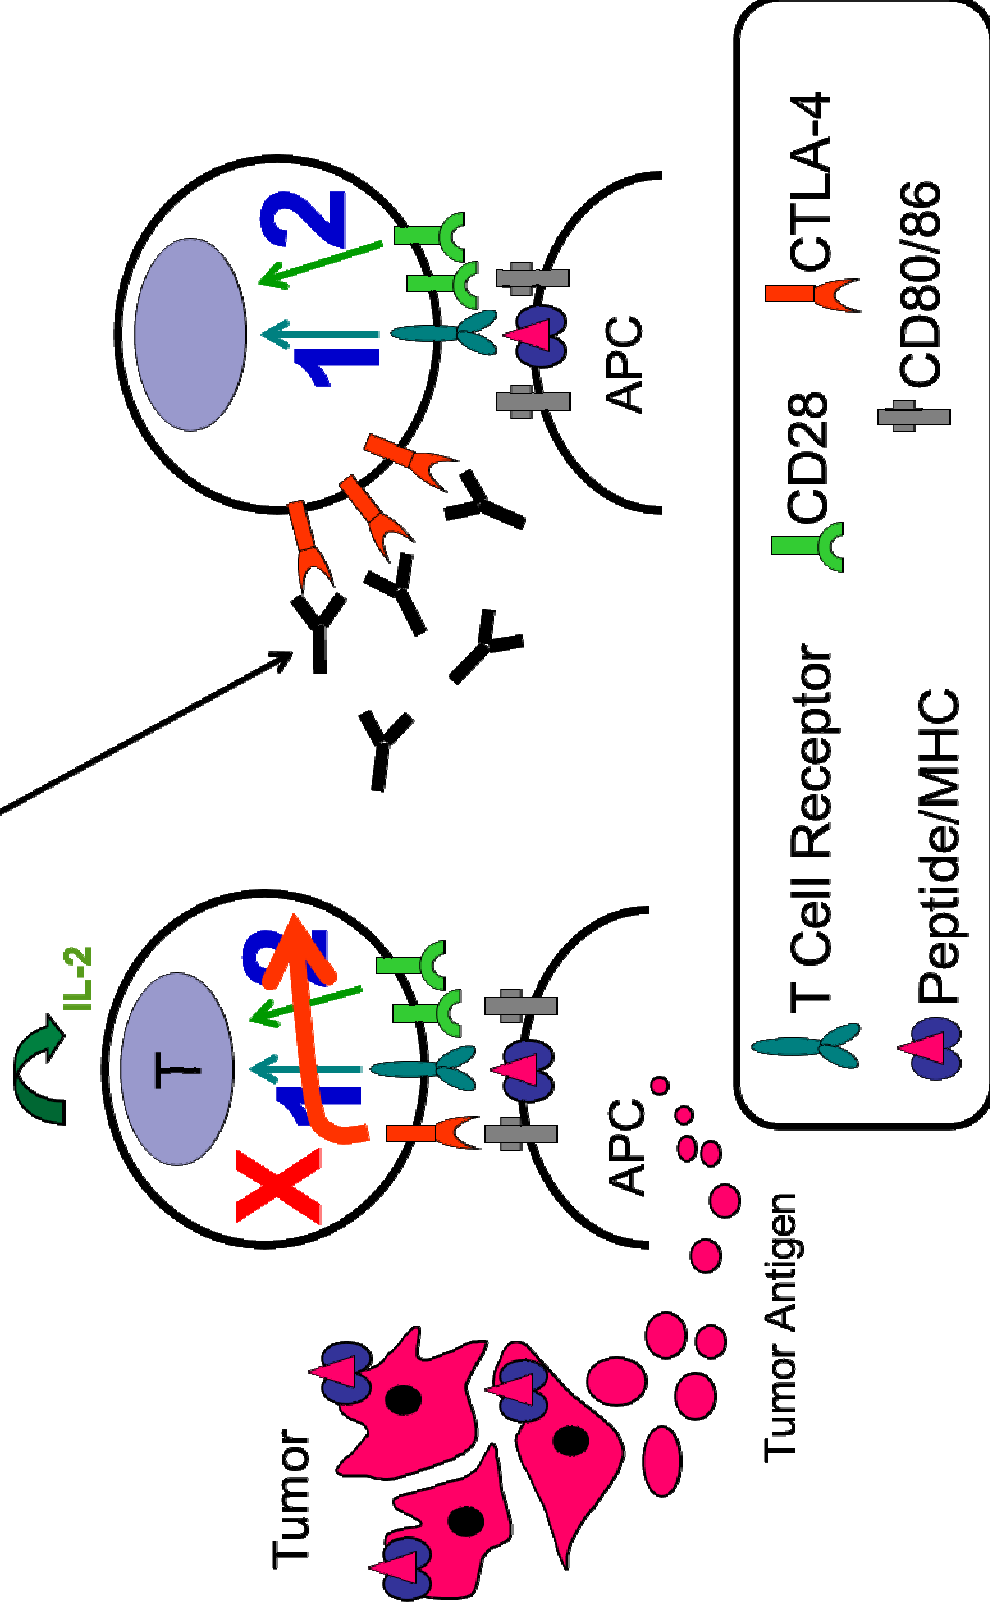 IL-2
T
X
1
2
1
2
Tumor
APC
APC
Tumor Antigen
T Cell Receptor
CD28
CTLA-4
Peptide/MHC
CD80/86